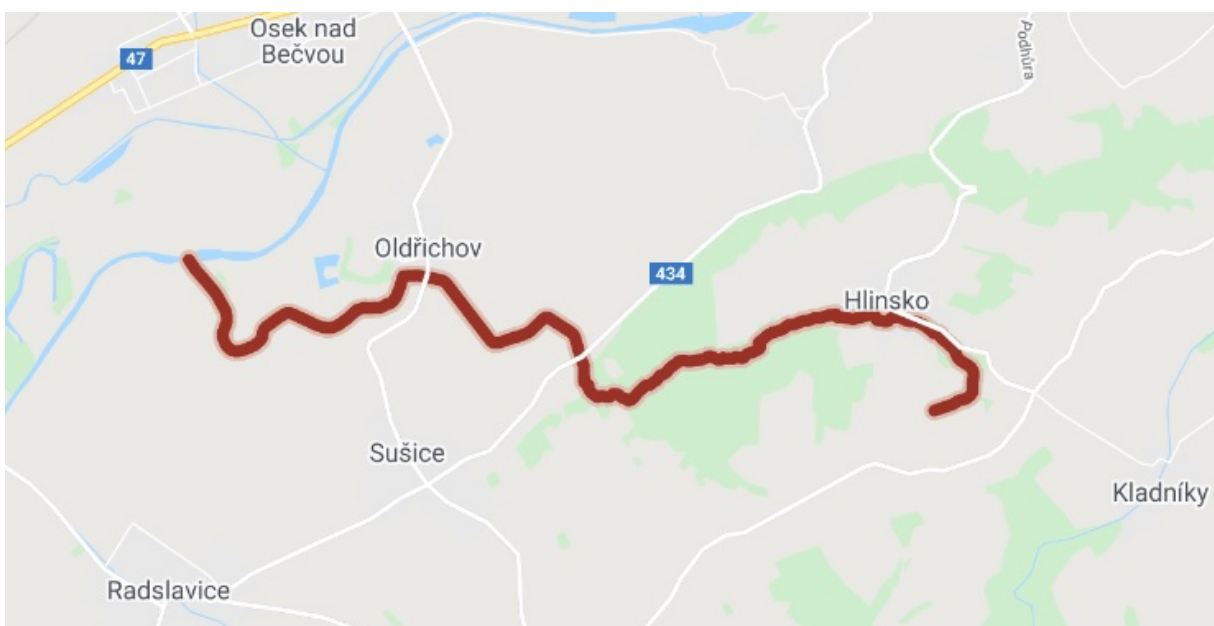 Osek nad
Bečvou
47
Podhůra
Oldřichov
434
Hlinsko
Sušice
Kladníky
Radslavice